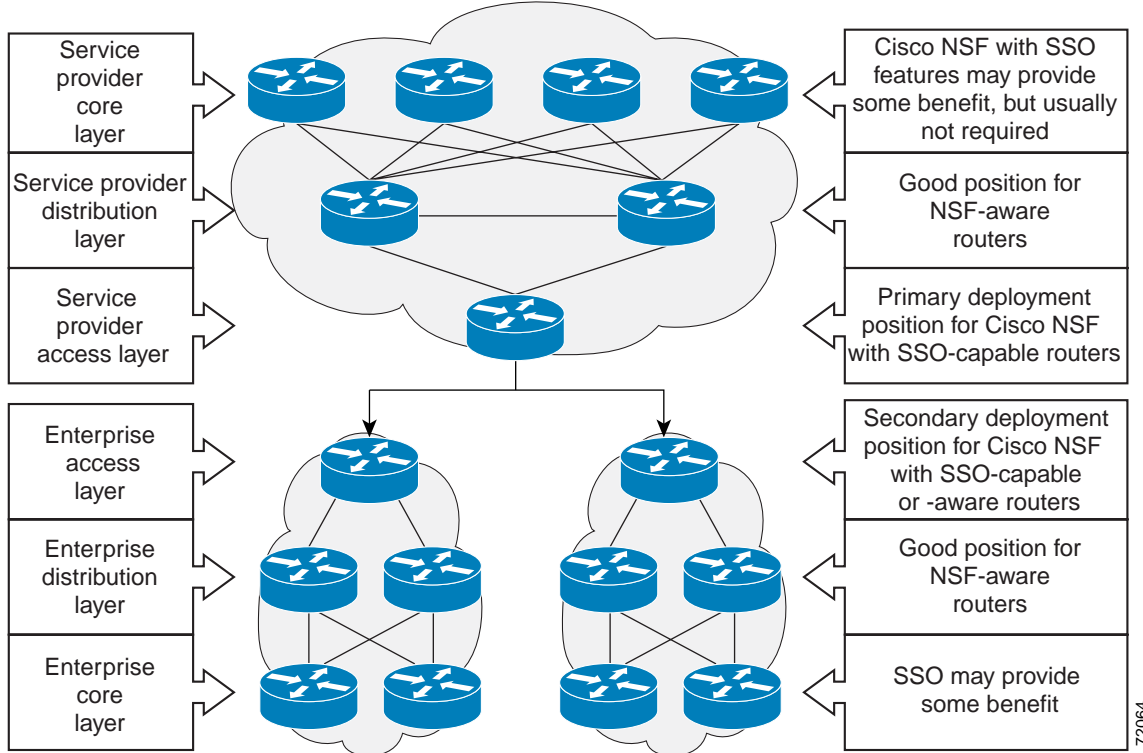 Service
provider
core
layer
Cisco NSF with SSO
features may provide
some benefit, but usually
not required
Service provider
distribution
layer
Good position for
NSF-aware
routers
Service
provider
access layer
Primary deployment
position for Cisco NSF
with SSO-capable routers
Enterprise
access
layer
Secondary deployment
position for Cisco NSF
with SSO-capable
or -aware routers
Enterprise
distribution
layer
Good position for
NSF-aware
routers
Enterprise
core
layer
SSO may provide
some benefit
72064